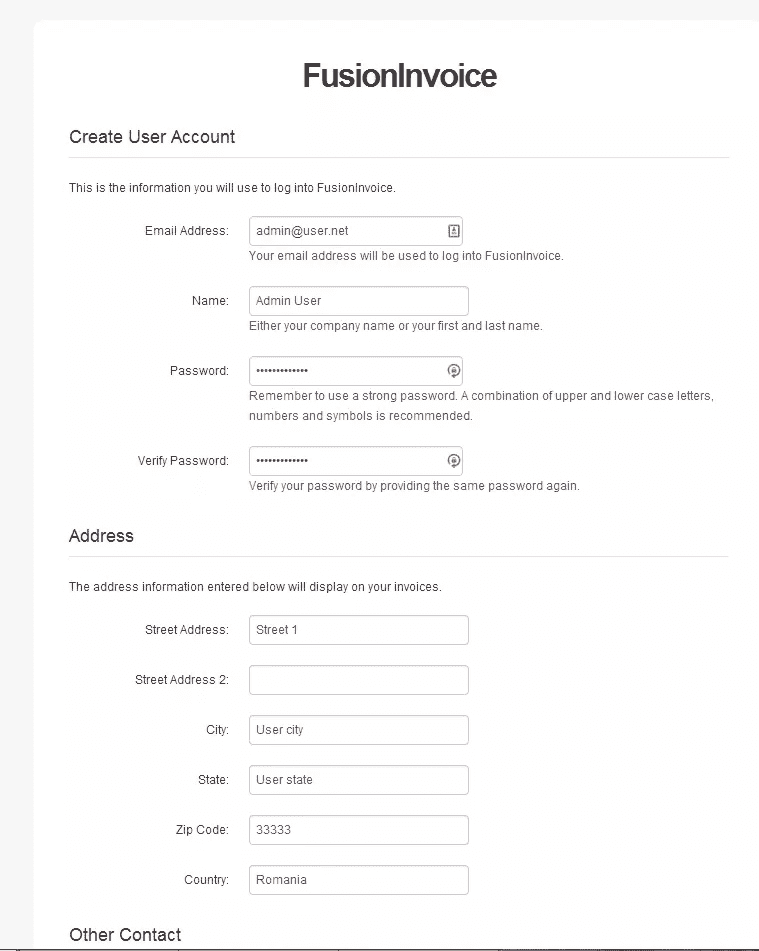 FusionInvoice
Create User Account
This is the information you will use to log into FusionInvoice.
Email Address: admin@user.net
Your email address will be used to log into FusionInvoice.
Name: Admin User
Either your company name or your first and last name.
Password: •••••••••••••
Remember to use a strong password. A combination of upper and lower case letters,
numbers and symbols is recommended.
Verify Password: •••••••••••••
Verify your password by providing the same password again.
Address
The address information entered below will display on your invoices.
Street Address: Street 1
Street Address 2:
City: User city
State: User state
Zip Code: 33333
Country: Romania
Other Contact